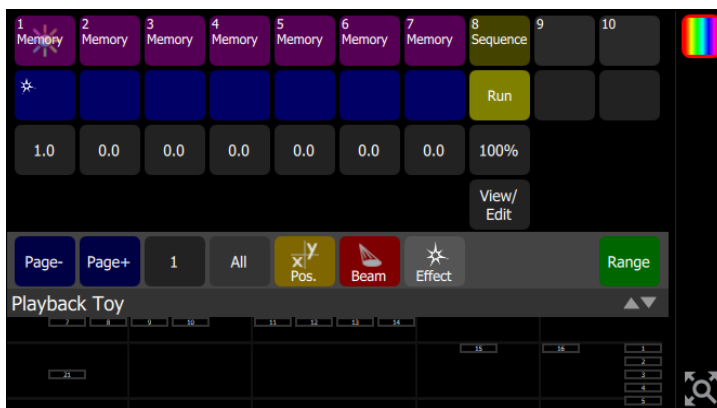 1 2 3 4 5 6 7 8 9 10
Memory Memory Memory Memory Memory Memory Memory Sequence
Run
1.0 0.0 0.0 0.0 0.0 0.0 0.0 100%
View/
Edit
Page- Page+ 1 All x y Pos. Beam Effect Range
Playback Toy
7 8 9 10 11 12 13 14
15 16 1
2
21 3
4
5